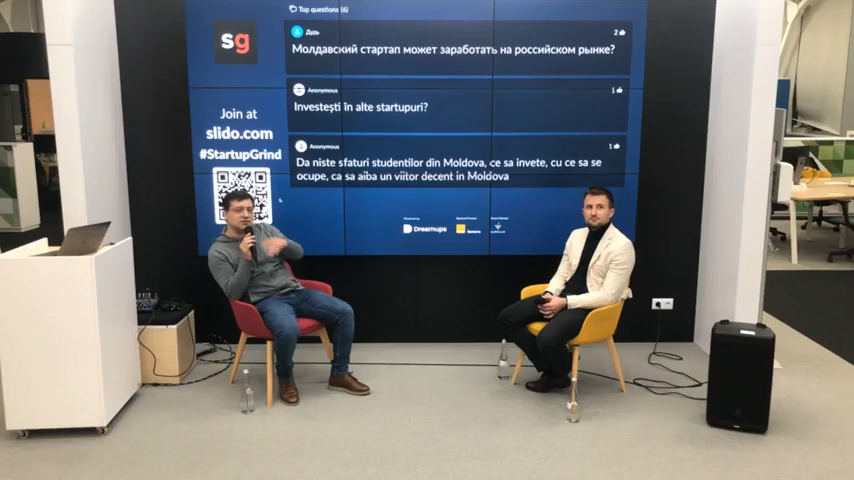 Top questions (6)
sg
Дуль
2
Молдавский стартап может заработать на российском рынке?
Anonymous
1
Investești în alte startupuri?
Join at
slido.com
#StartupGrind
Anonymous
1
Da niste sfaturi studentilor din Moldova, ce sa invete, cu ce sa se
ocupe, ca sa aiba un viitor decent in Moldova
Dreamups